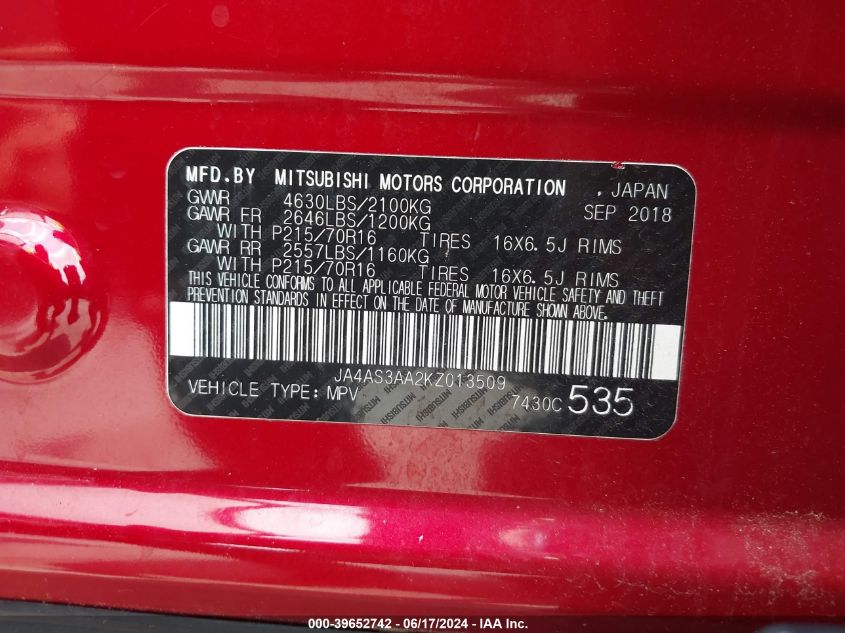 MFD.BY MITSUBISHI MOTORS CORPORATION . JAPAN
GVWR 4630LBS/2100KG SEP 2018
GAWR FR 2646LBS/1200KG
WITH P215/70R16 TIRES 16X6.5J RIMS
GAWR RR 2557LBS/1160KG
WITH P215/70R16 TIRES 16X6.5J RIMS
THIS VEHICLE CONFORMS TO ALL APPLICABLE FEDERAL MOTOR VEHICLE SAFETY AND THEFT
PREVENTION STANDARDS IN EFFECT ON THE DATE OF MANUFACTURE SHOWN ABOVE.
JA4AS3AA2KZ013509
VEHICLE TYPE: MPV 7430C 535
000-39652742 - 06/17/2024 - IAA Inc.